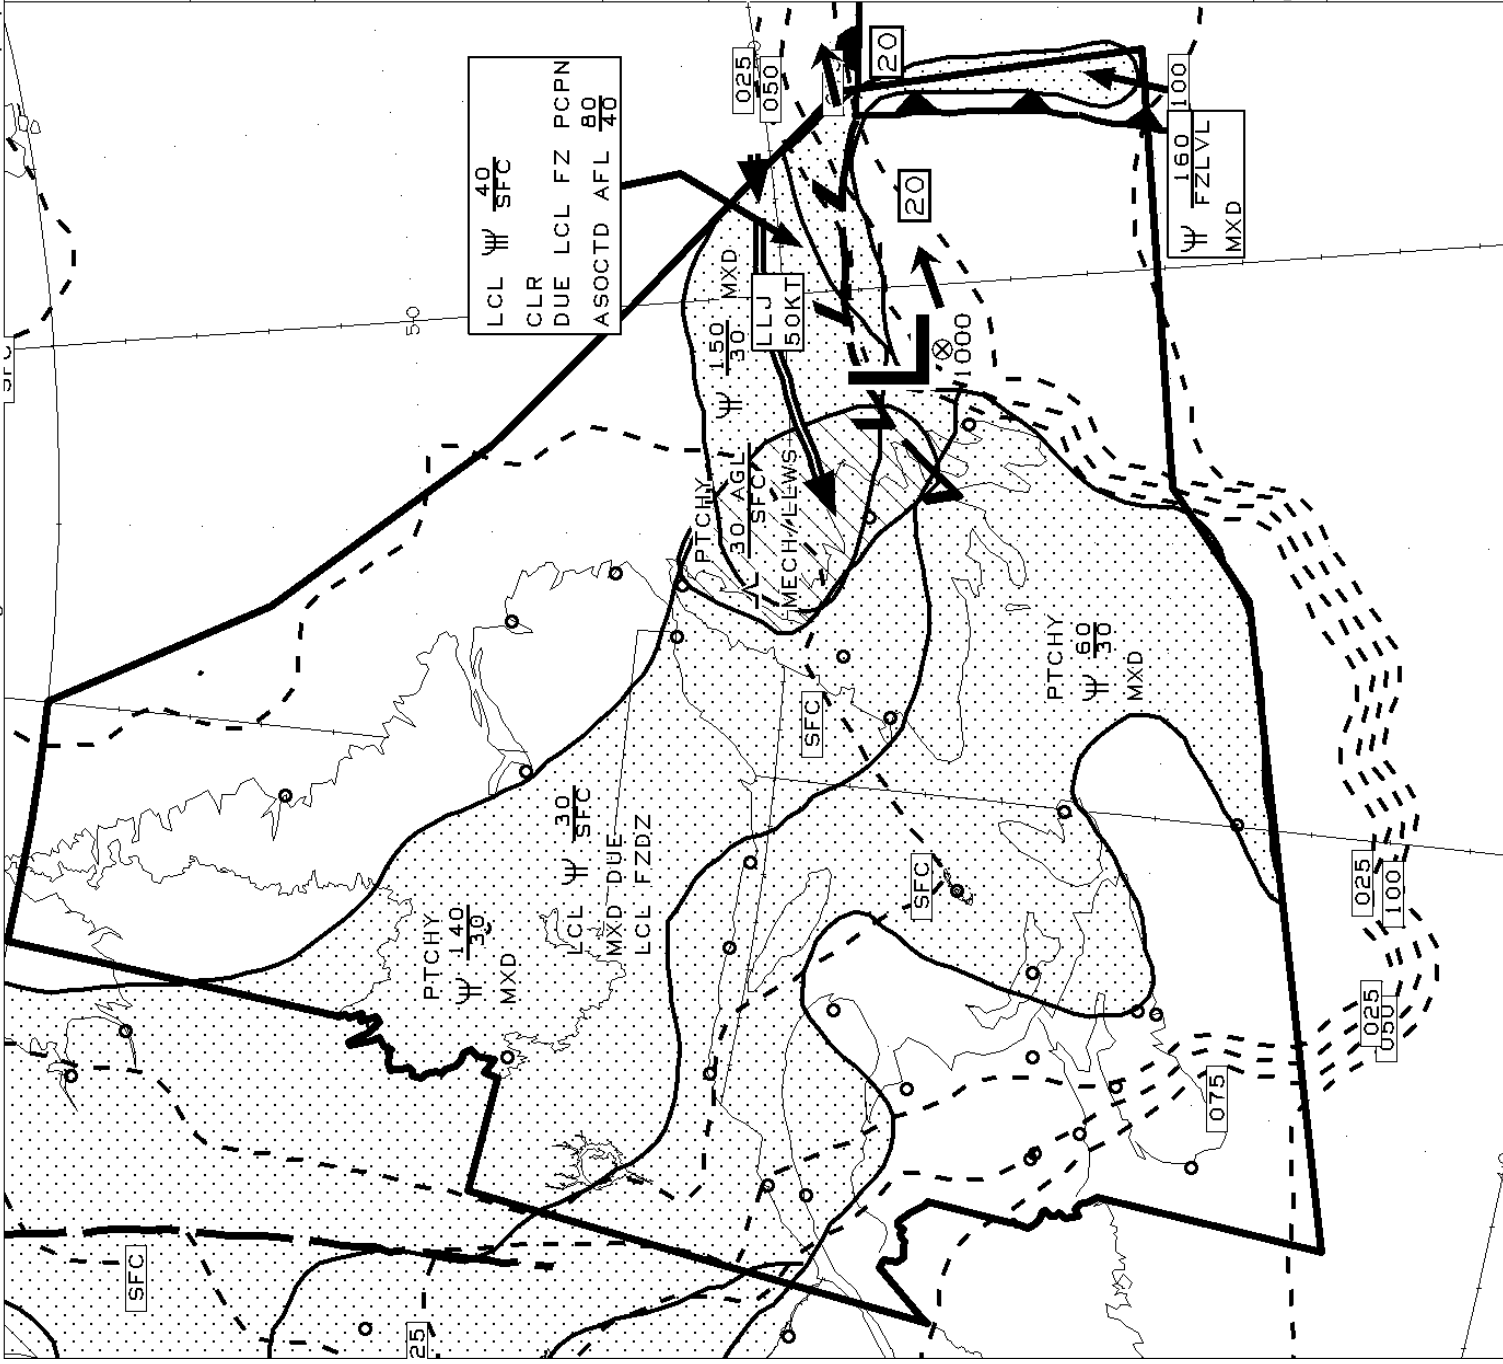 LCL 40
SFC
CLR
DUE LCL FZ PCPN
ASOCTD AFL 80
40
025
050
20
100
160
FZLVL
MXD
20
50
150
30
MXD
LLJ
50KT
1000
PTCHY
30 AGL
SFC
MECH/LLWS
PTCHY
60
30
MXD
SFC
LCL 30
SFC
MXD DUE
LCL FZDZ
PTCHY
140
30
MXD
SFC
025
100
025
050
075
SFC
25
SFC